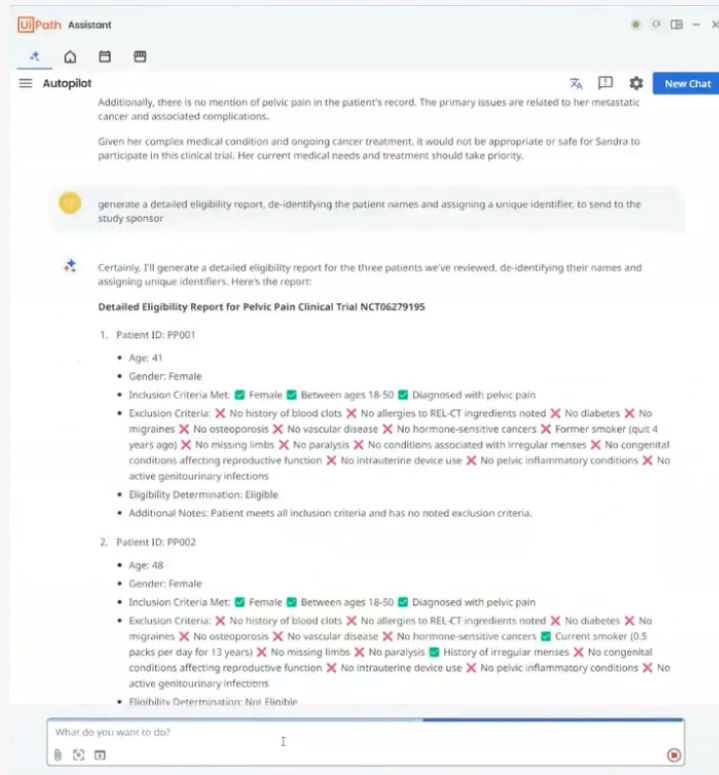 UiPath Assistant
CF
Autopilot
New Chat
Additionally, there is no mention of pelvic pain in the patient's record. The primary issues are related to her metastatic
cancer and associated complications.
Given her complex medical condition and ongoing cancer treatment, it would not be appropriate or safe for Sandra to
participate in this clinical trial. Her current medical needs and treatment should take priority.
generate a detailed eligibility report, de-identifying the patient names and assigning a unique identifier, to send to the
study sponsor
Certainly, I'll generate a detailed eligibility report for the three patients we've reviewed, de-identifying their names and
assigning unique identifiers. Here's the report:
Detailed Eligibility Report for Pelvic Pain Clinical Trial NCT06279195
1. Patient ID: PP001
• Age: 41
• Gender: Female
• Inclusion Criteria Met: ✅ Female ✅ Between ages 18-50 ✅ Diagnosed with pelvic pain
• Exclusion Criteria: ❌ No history of blood clots ❌ No allergies to REL-CT ingredients noted ❌ No diabetes ❌ No
migraines ❌ No osteoporosis ❌ No vascular disease ❌ No hormone-sensitive cancers ❌ Former smoker (quit 4
years ago) ❌ No missing limbs ❌ No paralysis ❌ No conditions associated with irregular menses ❌ No congenital
conditions affecting reproductive function ❌ No intrauterine device use ❌ No pelvic inflammatory conditions ❌ No
active genitourinary infections
• Eligibility Determination: Eligible
• Additional Notes: Patient meets all inclusion criteria and has no noted exclusion criteria.
2. Patient ID: PP002
• Age: 48
• Gender: Female
• Inclusion Criteria Met: ✅ Female ✅ Between ages 18-50 ✅ Diagnosed with pelvic pain
• Exclusion Criteria: ❌ No history of blood clots ❌ No allergies to REL-CT ingredients noted ❌ No diabetes ❌ No
migraines ❌ No osteoporosis ❌ No vascular disease ❌ No hormone-sensitive cancers ✅ Current smoker (0.5
packs per day for 13 years) ❌ No missing limbs ❌ No paralysis ✅ History of irregular menses ❌ No congenital
conditions affecting reproductive function ❌ No intrauterine device use ❌ No pelvic inflammatory conditions ❌ No
active genitourinary infections
• Eligibility Determination: Not Eligible
What do you want to do?